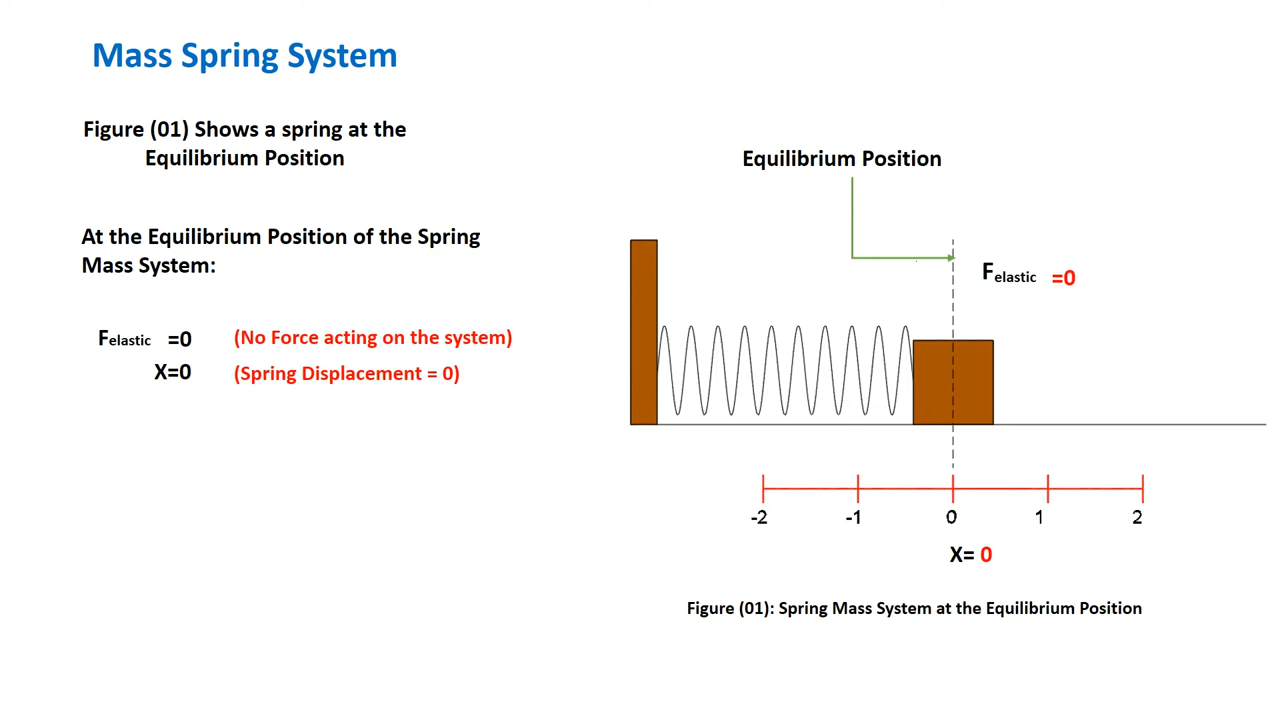 Mass Spring System
Figure (01) Shows a spring at the
Equilibrium Position
At the Equilibrium Position of the Spring
Mass System:
Felastic =0 (No Force acting on the system)
X=0 (Spring Displacement = 0)
Equilibrium Position
Felastic =0
-2 -1 0 1 2
X= 0
Figure (01): Spring Mass System at the Equilibrium Position